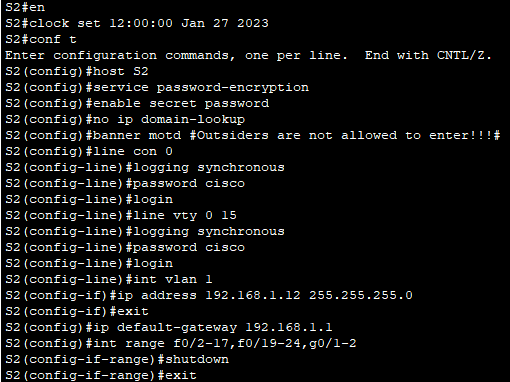 S2#en
S2#clock set 12:00:00 Jan 27 2023
S2#conf t
Enter configuration commands, one per line.  End with CNTL/Z.
S2(config)#host S2
S2(config)#service password-encryption
S2(config)#enable secret password
S2(config)#no ip domain-lookup
S2(config)#banner motd #Outsiders are not allowed to enter!!!#
S2(config)#line con 0
S2(config-line)#logging synchronous
S2(config-line)#password cisco
S2(config-line)#login
S2(config-line)#line vty 0 15
S2(config-line)#logging synchronous
S2(config-line)#password cisco
S2(config-line)#login
S2(config-line)#int vlan 1
S2(config-if)#ip address 192.168.1.12 255.255.255.0
S2(config-if)#exit
S2(config)#ip default-gateway 192.168.1.1
S2(config)#int range f0/2-17,f0/19-24,g0/1-2
S2(config-if-range)#shutdown
S2(config-if-range)#exit